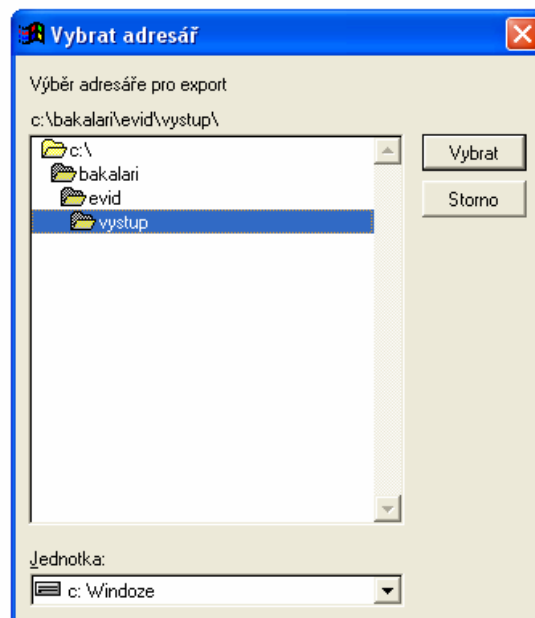 Vybrat adresář
Výběr adresáře pro export
c:\bakalari\evid\vystup\
c:\
bakalari
evid
vystup
Vybrat
Storno
Jednotka:
c: Windoze